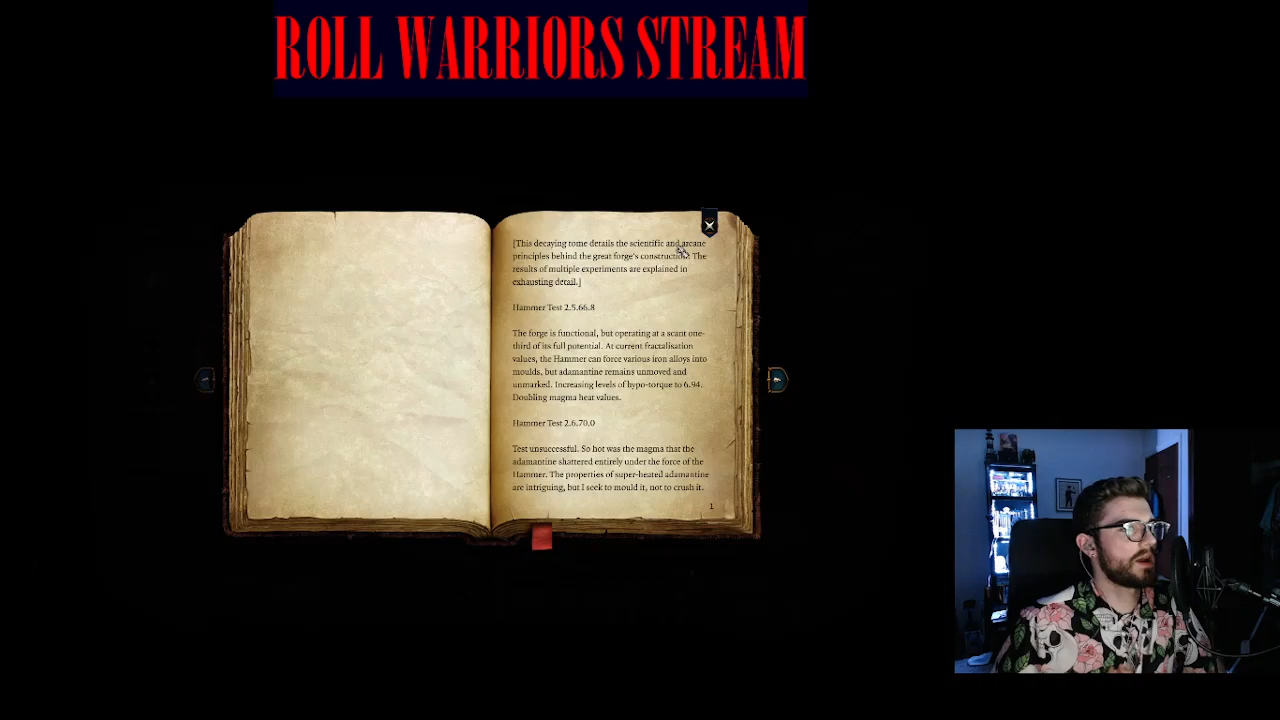 ROLL WARRIORS STREAM
[This decaying tome details the scientific and arcane
principles behind the great forge's construction. The
results of multiple experiments are explained in
exhausting detail.]
Hammer Test 2.5.66.8
The forge is functional, but operating at a scant one-
third of its full potential. At current fractalisation
values, the Hammer can force various iron alloys into
moulds, but adamantine remains unmoved and
unmarked. Increasing levels of hypo-torque to 6.94.
Doubling magma heat values.
Hammer Test 2.6.70.0
Test unsuccessful. So hot was the magma that the
adamantine shattered entirely under the force of the
Hammer. The properties of super-heated adamantine
are intriguing, but I seek to mould it, not to crush it.
1